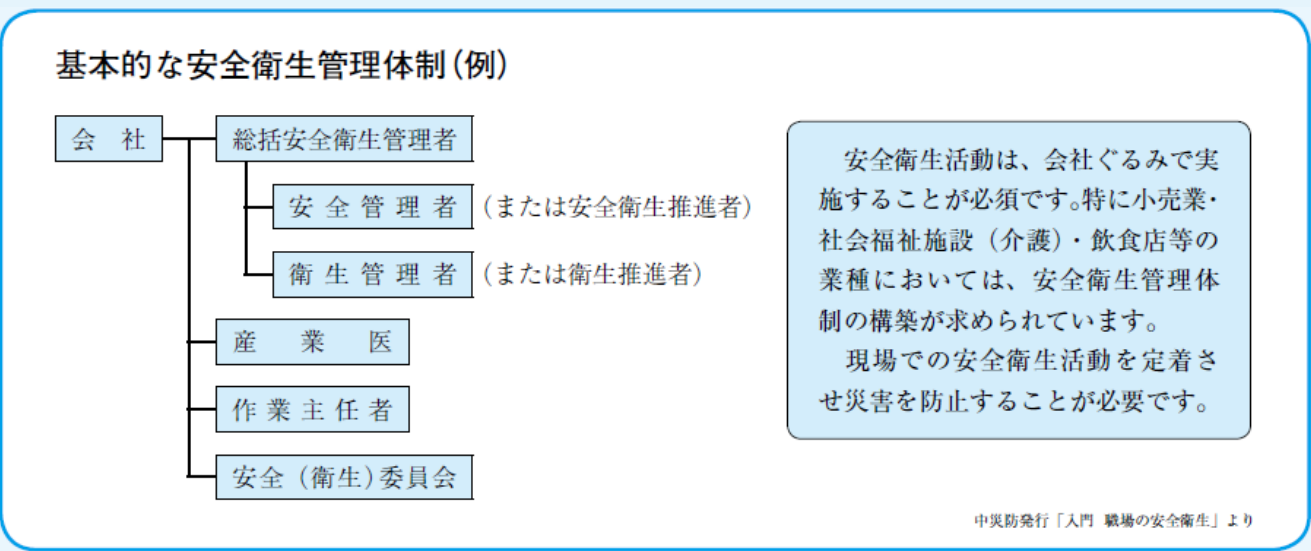 基本的な安全衛生管理体制(例)
会社
総括安全衛生管理者
安全管理者 (または安全衛生推進者)
衛生管理者 (または衛生推進者)
産業医
作業主任者
安全(衛生)委員会
安全衛生活動は、会社ぐるみで実
施することが必須です。特に小売業・
社会福祉施設(介護)・飲食店等の
業種においては、安全衛生管理体
制の構築が求められています。
現場での安全衛生活動を定着さ
せ災害を防止することが必要です。
中災防発行「入門 職場の安全衛生」より